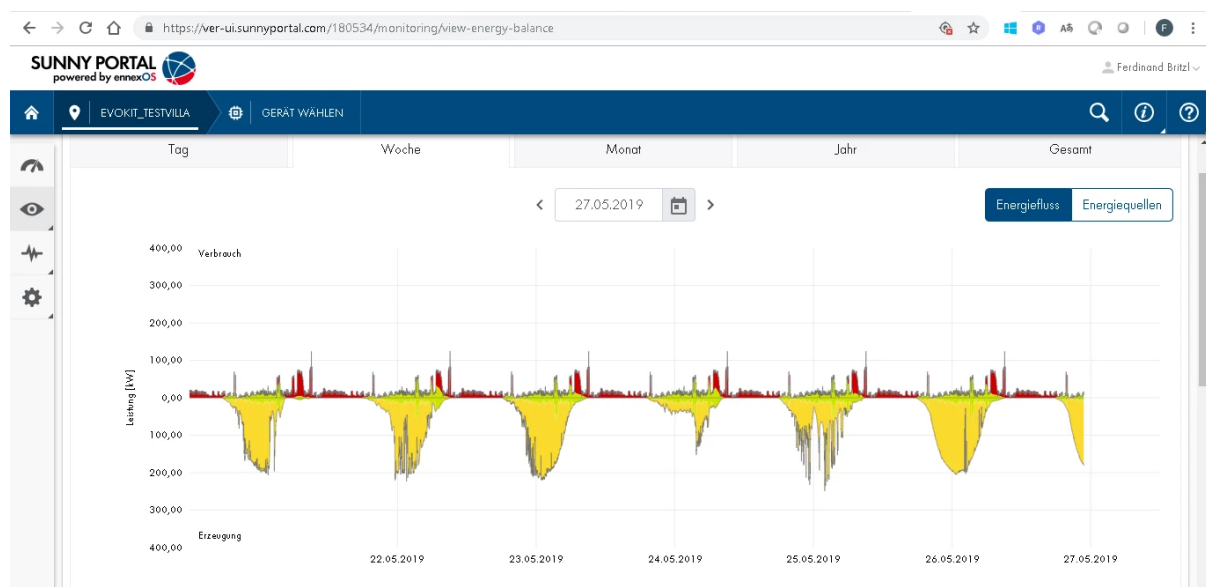 https://ver-ui.sunnyportal.com/180534/monitoring/view-energy-balance
SUNNY PORTAL
powered by ennexOS
Ferdinand Britzl
EVOKIT_TESTVILLA
GERÄT WÄHLEN
Tag Woche Monat Jahr Gesamt
27.05.2019
Energiefluss Energiequellen
400,00
Verbrauch
300,00
200,00
100,00
0,00
100,00
200,00
300,00
400,00
Leistung [kW]
Erzeugung
22.05.2019 23.05.2019 24.05.2019 25.05.2019 26.05.2019 27.05.2019